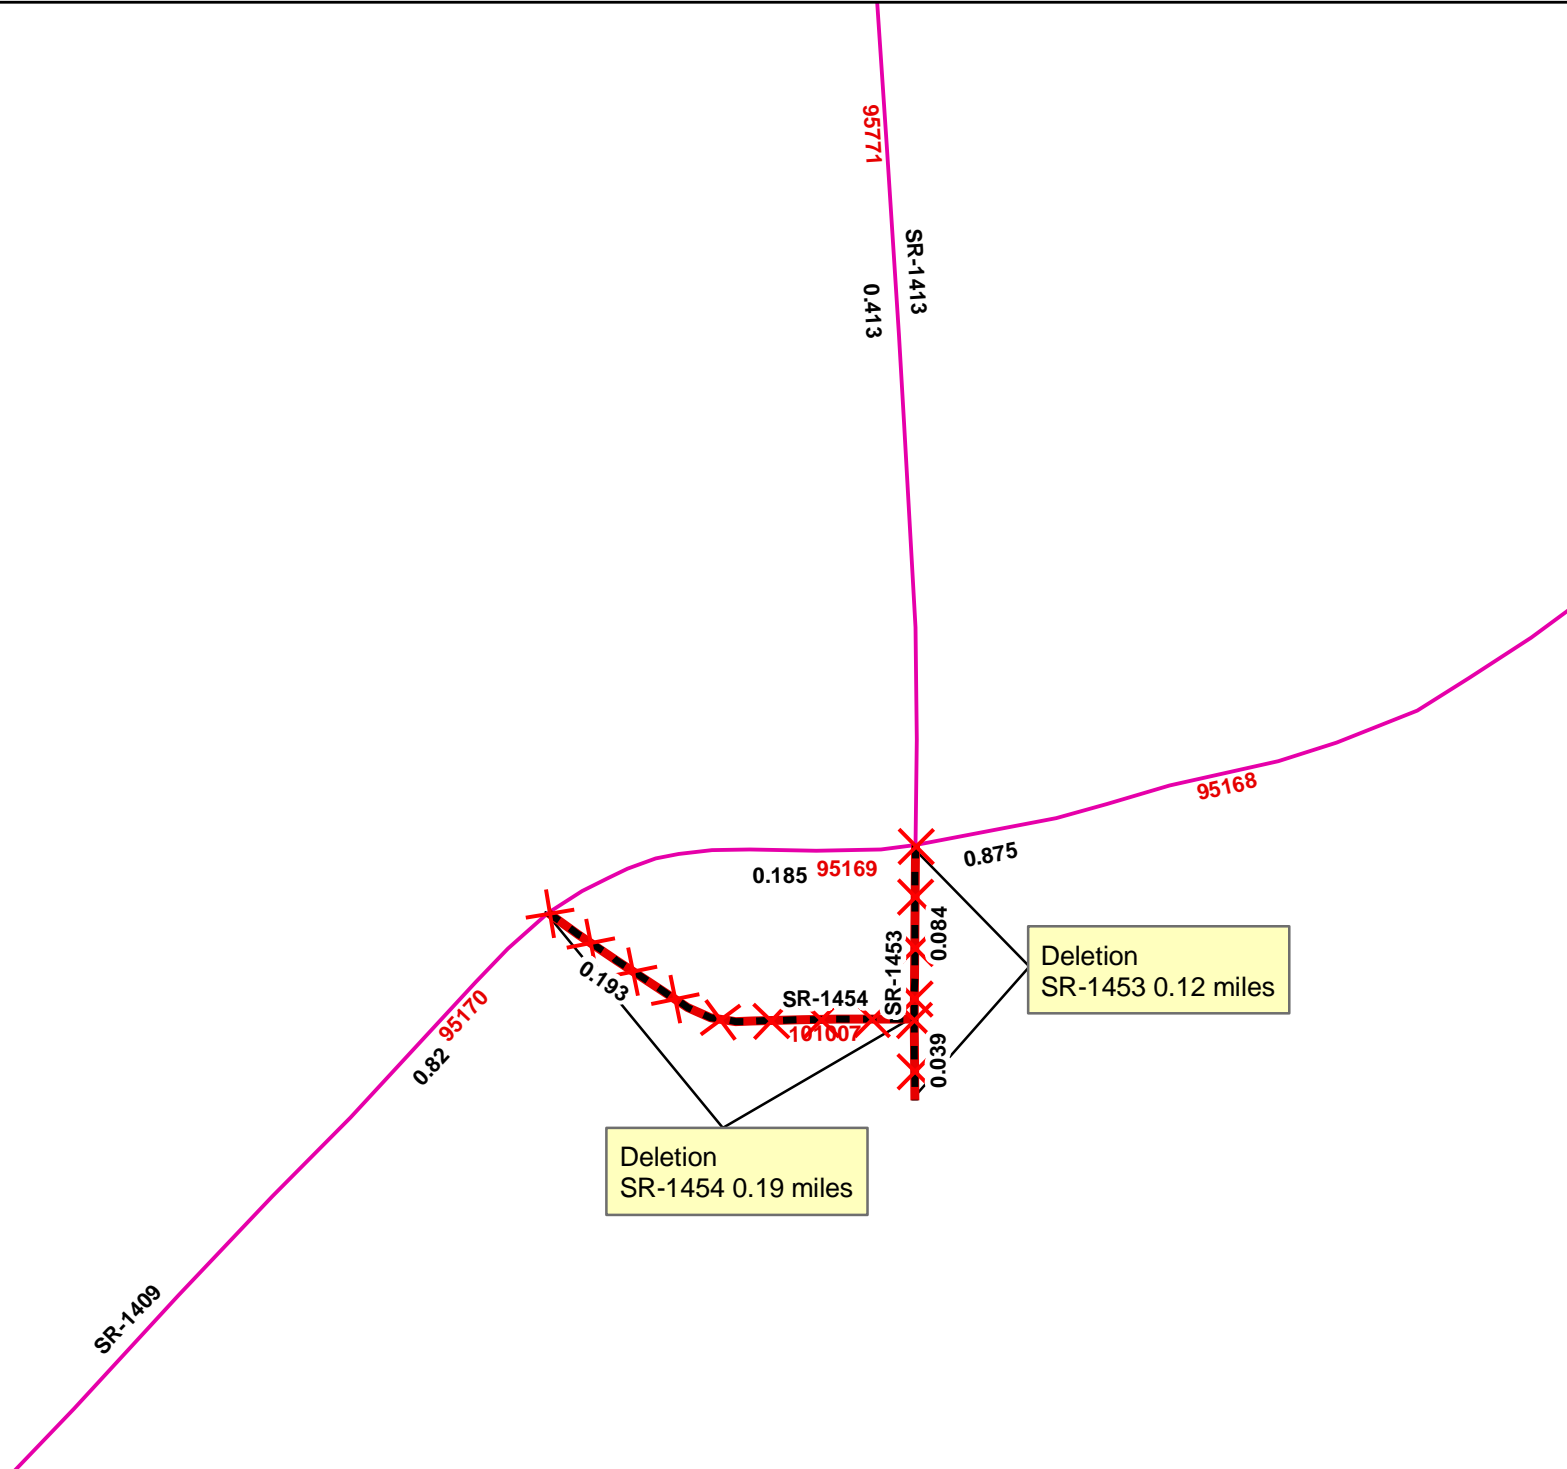 95771
SR-1413
0.413
95168
0.875
0.185
95169
0.084
SR-1453
Deletion
SR-1453 0.12 miles
0.193
SR-1454
101007
95170
0.82
0.039
Deletion
SR-1454 0.19 miles
SR-1409